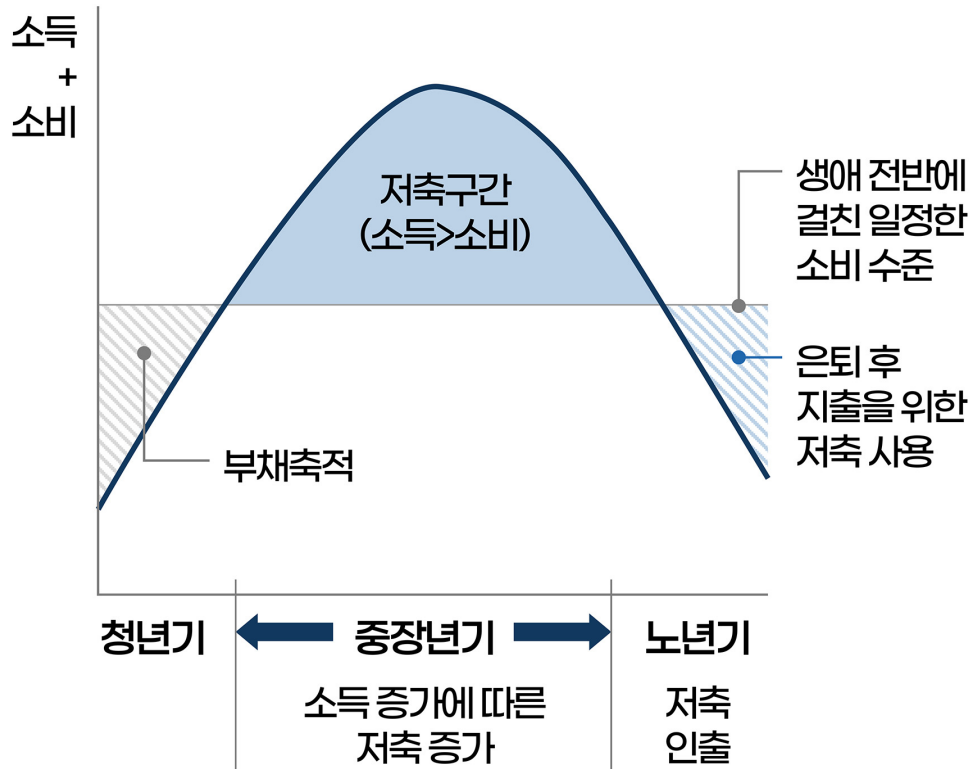 소득
+
소비
저축구간
(소득>소비)
생애 전반에
걸친 일정한
소비 수준
은퇴 후
지출을 위한
저축 사용
부채축적
청년기
중장년기
노년기
소득 증가에 따른
저축 증가
저축
인출